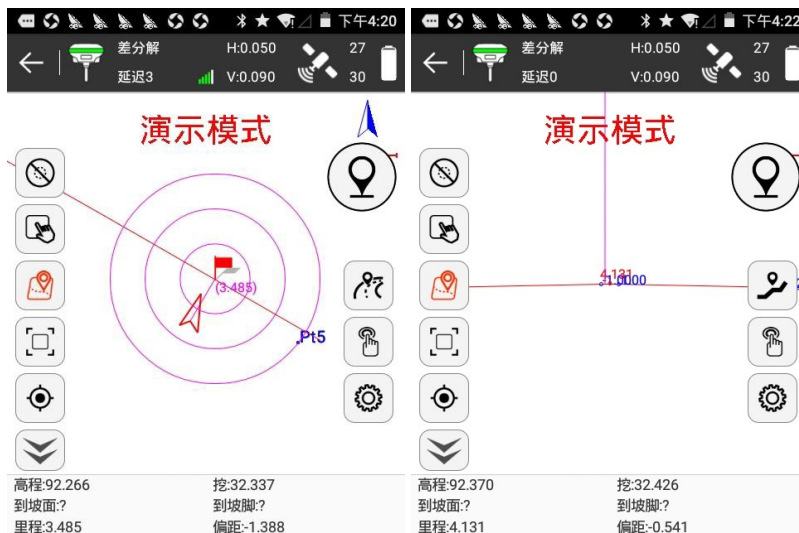 下午4:20
差分解 H:0.050 27
延迟3 V:0.090 30
演示模式
(3.485)
Pt5
高程:92.266 挖:32.337
到坡面:? 到坡脚:?
里程:3.485 偏距:-1.388
下午4:22
差分解 H:0.050 27
延迟0 V:0.090 30
演示模式
4.131
高程:92.370 挖:32.426
到坡面:? 到坡脚:?
里程:4.131 偏距:-0.541